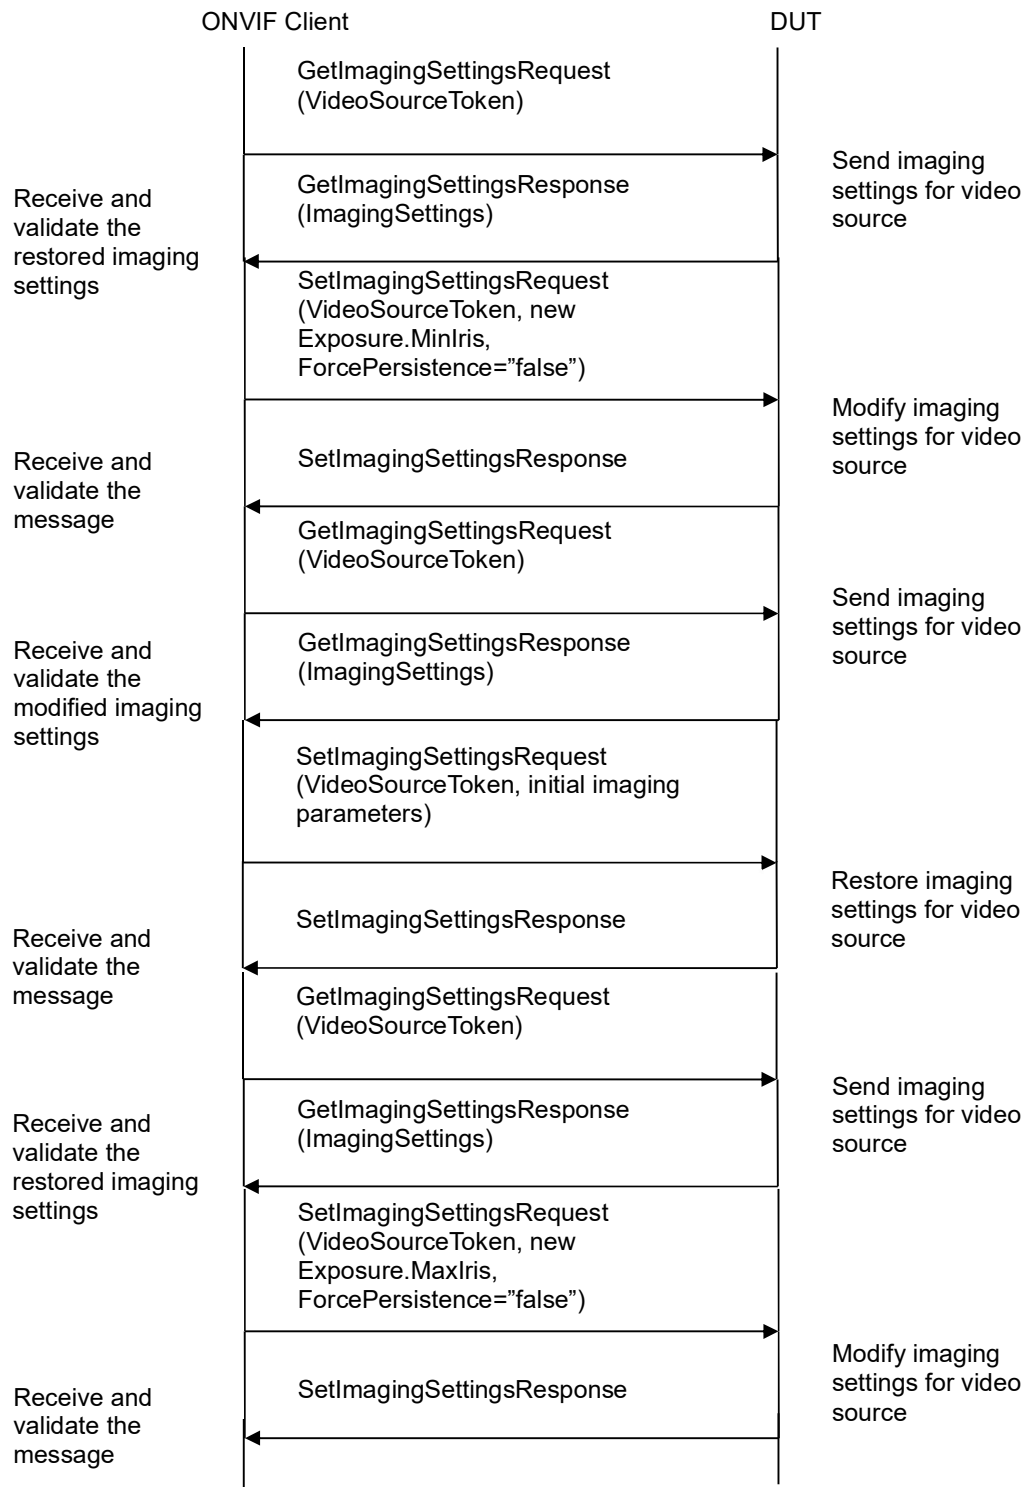 ONVIF Client
DUT
GetImagingSettingsRequest
(VideoSourceToken)
Send imaging
settings for video
source
GetImagingSettingsResponse
(ImagingSettings)
Receive and
validate the
restored imaging
settings
SetImagingSettingsRequest
(VideoSourceToken, new
Exposure.MinIris,
ForcePersistence=”false”)
Modify imaging
settings for video
source
SetImagingSettingsResponse
Receive and
validate the
message
GetImagingSettingsRequest
(VideoSourceToken)
Send imaging
settings for video
source
GetImagingSettingsResponse
(ImagingSettings)
Receive and
validate the
modified imaging
settings
SetImagingSettingsRequest
(VideoSourceToken, initial imaging
parameters)
Restore imaging
settings for video
source
SetImagingSettingsResponse
Receive and
validate the
message
GetImagingSettingsRequest
(VideoSourceToken)
Send imaging
settings for video
source
GetImagingSettingsResponse
(ImagingSettings)
Receive and
validate the
restored imaging
settings
SetImagingSettingsRequest
(VideoSourceToken, new
Exposure.MaxIris,
ForcePersistence=”false”)
Modify imaging
settings for video
source
SetImagingSettingsResponse
Receive and
validate the
message